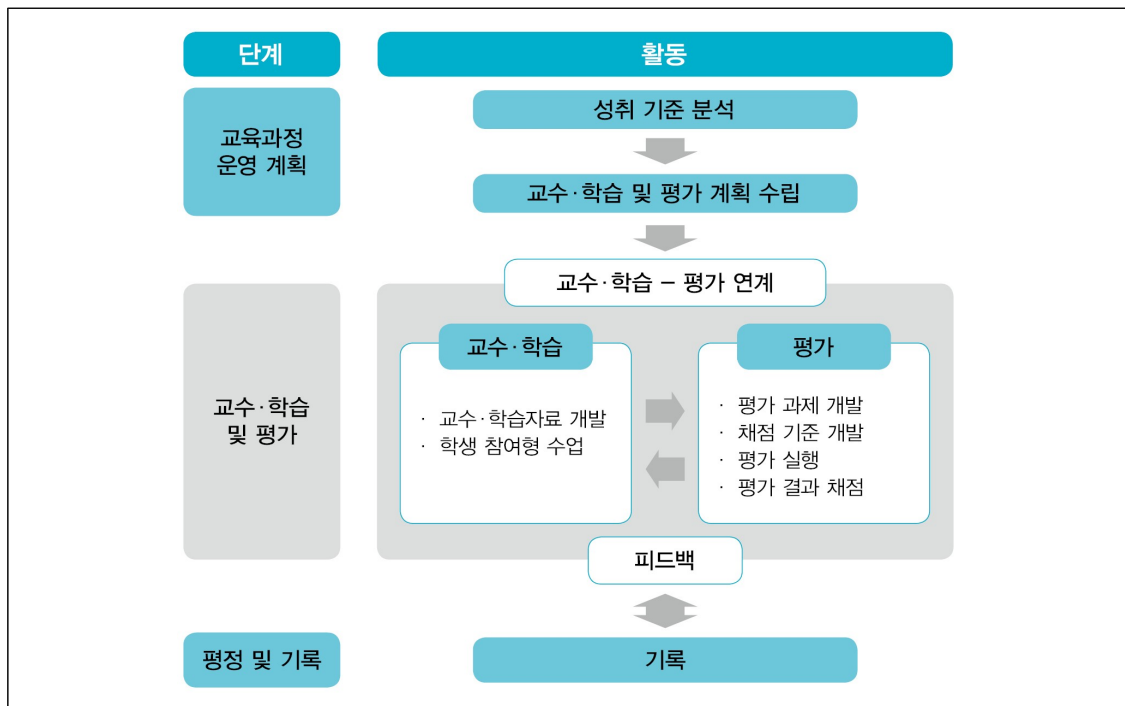 단계
활동
교육과정
운영 계획
성취 기준 분석
교수·학습 및 평가 계획 수립
교수·학습 – 평가 연계
교수·학습
및 평가
교수·학습
· 교수·학습자료 개발
· 학생 참여형 수업
평가
· 평가 과제 개발
· 채점 기준 개발
· 평가 실행
· 평가 결과 채점
피드백
평정 및 기록
기록